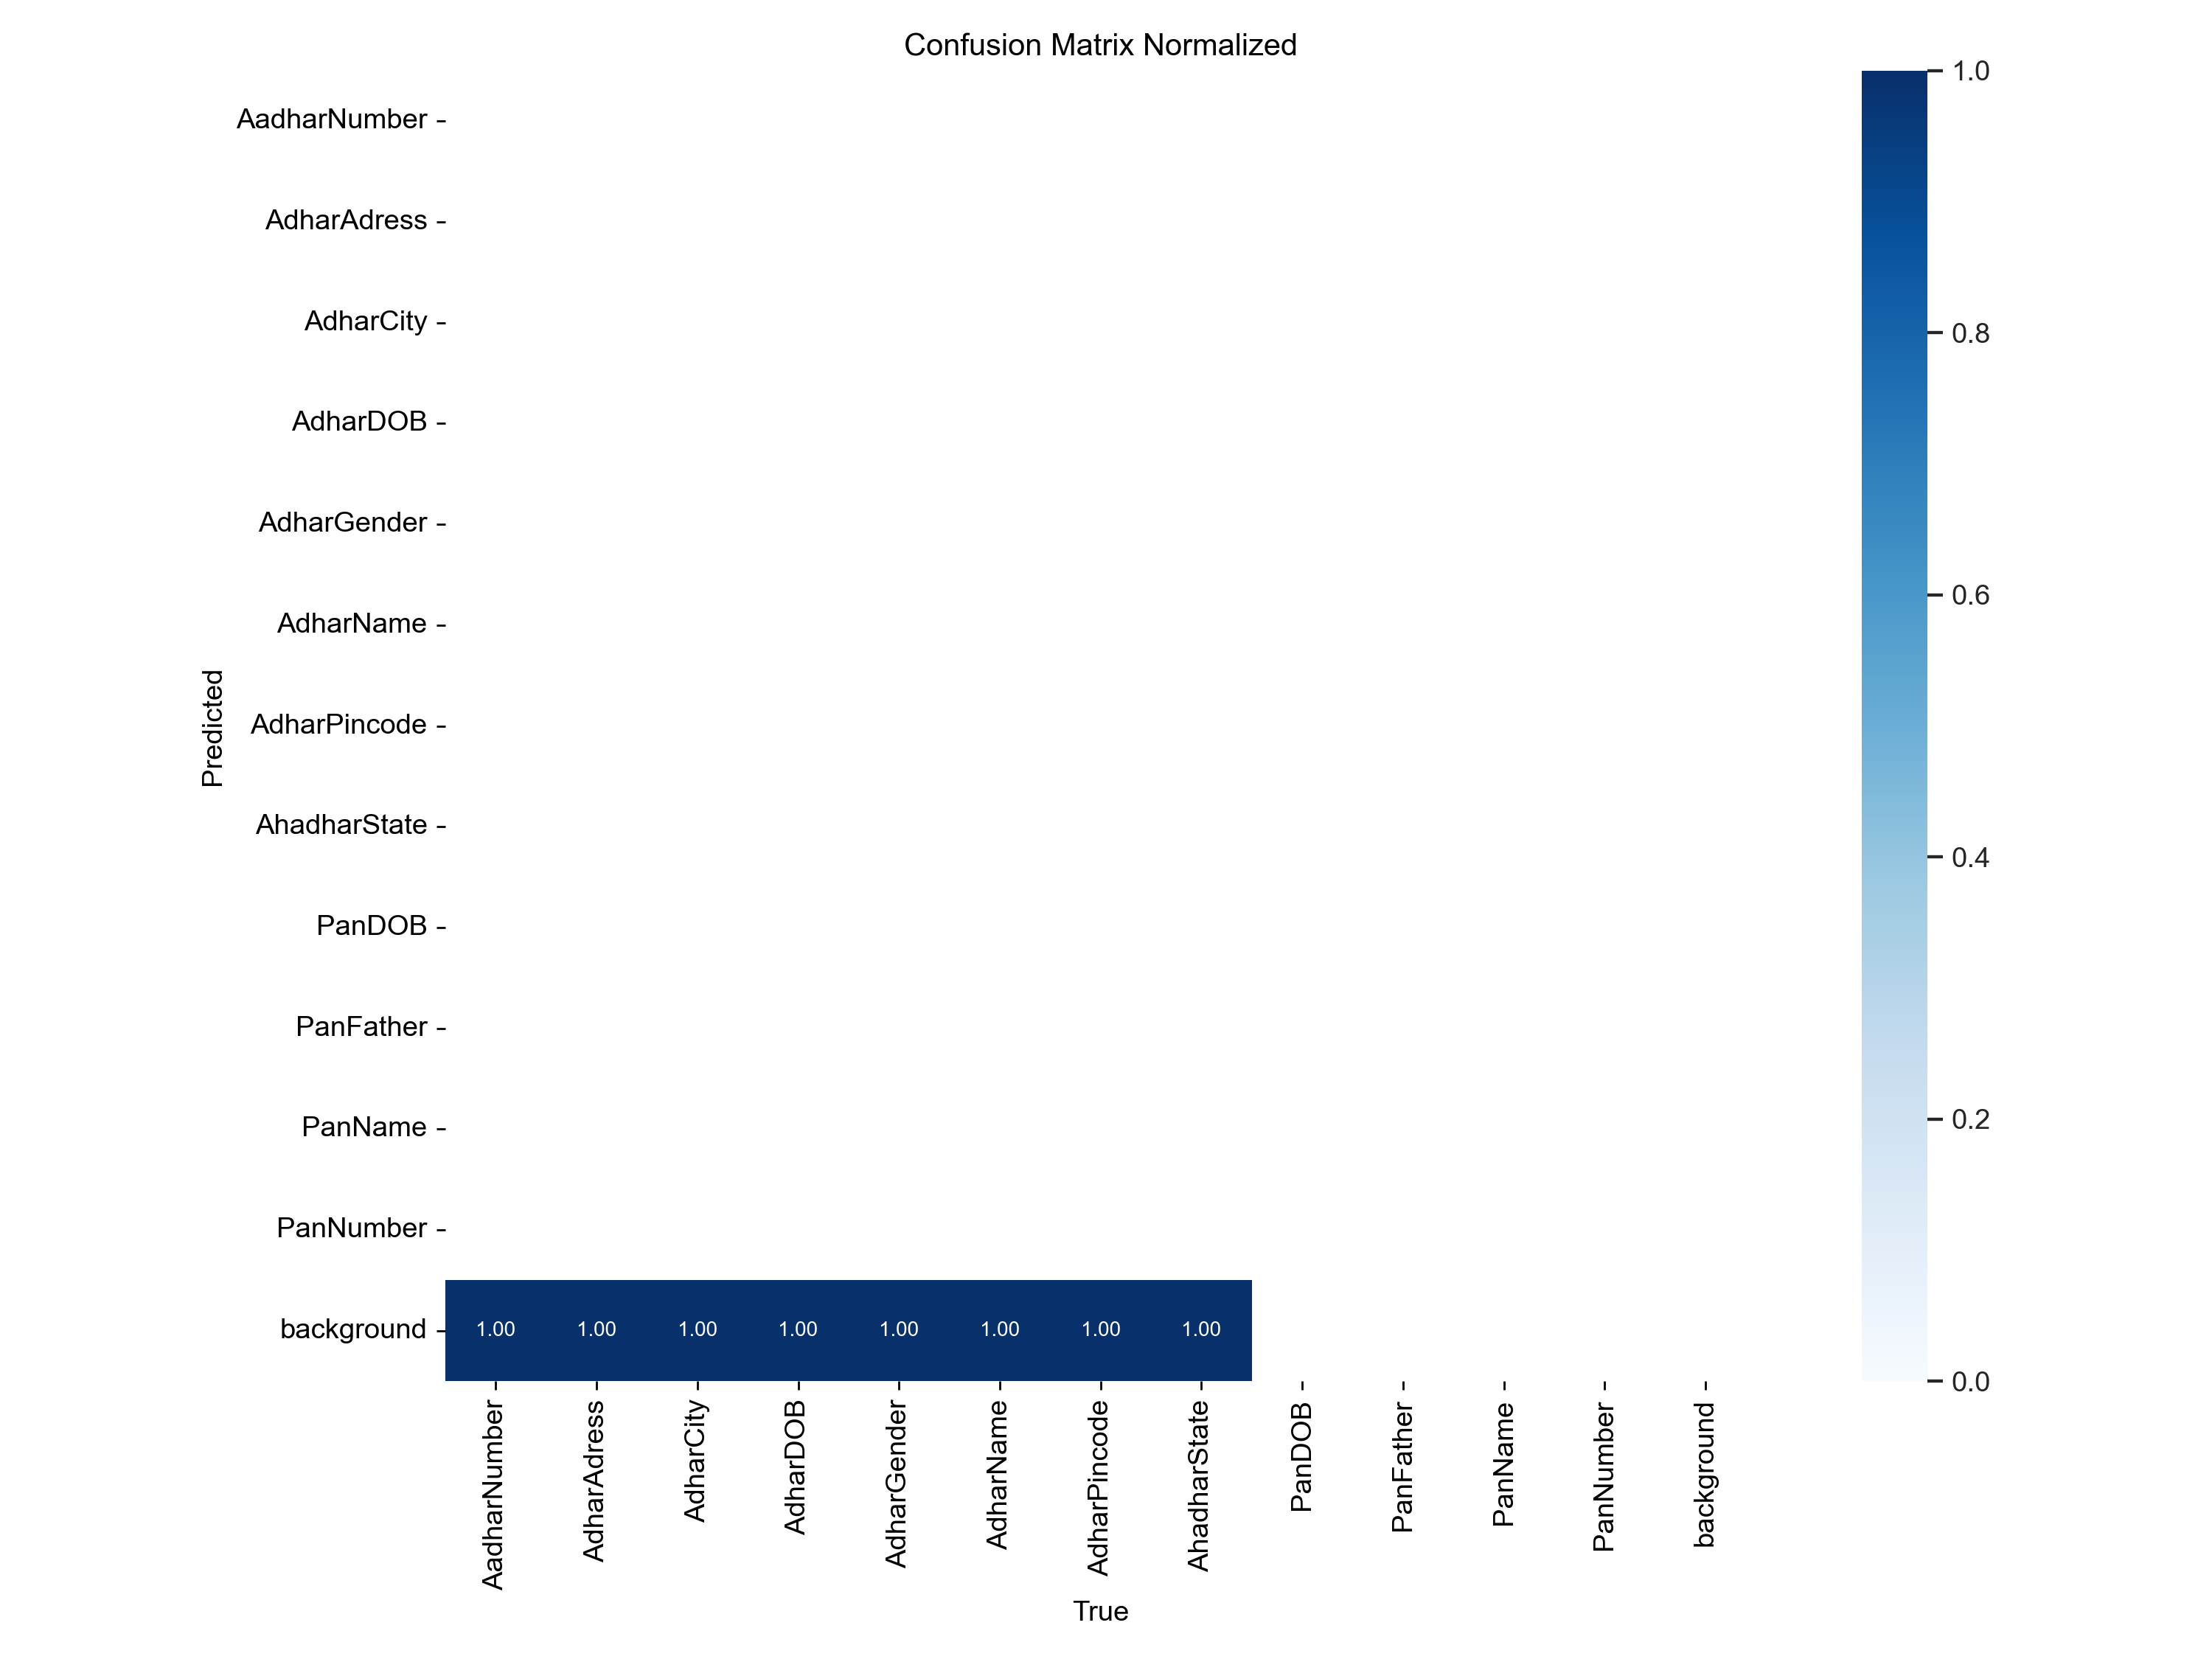 Confusion Matrix Normalized
AadharNumber
AdharAdress
AdharCity
AdharDOB
AdharGender
AdharName
AdharPincode
AhadharState
PanDOB
PanFather
PanName
PanNumber
background
Predicted
1.00 1.00 1.00 1.00 1.00 1.00 1.00 1.00
AadharNumber
AdharAdress
AdharCity
AdharDOB
AdharGender
AdharName
AdharPincode
AhadharState
PanDOB
PanFather
PanName
PanNumber
background
True
1.0
0.8
0.6
0.4
0.2
0.0